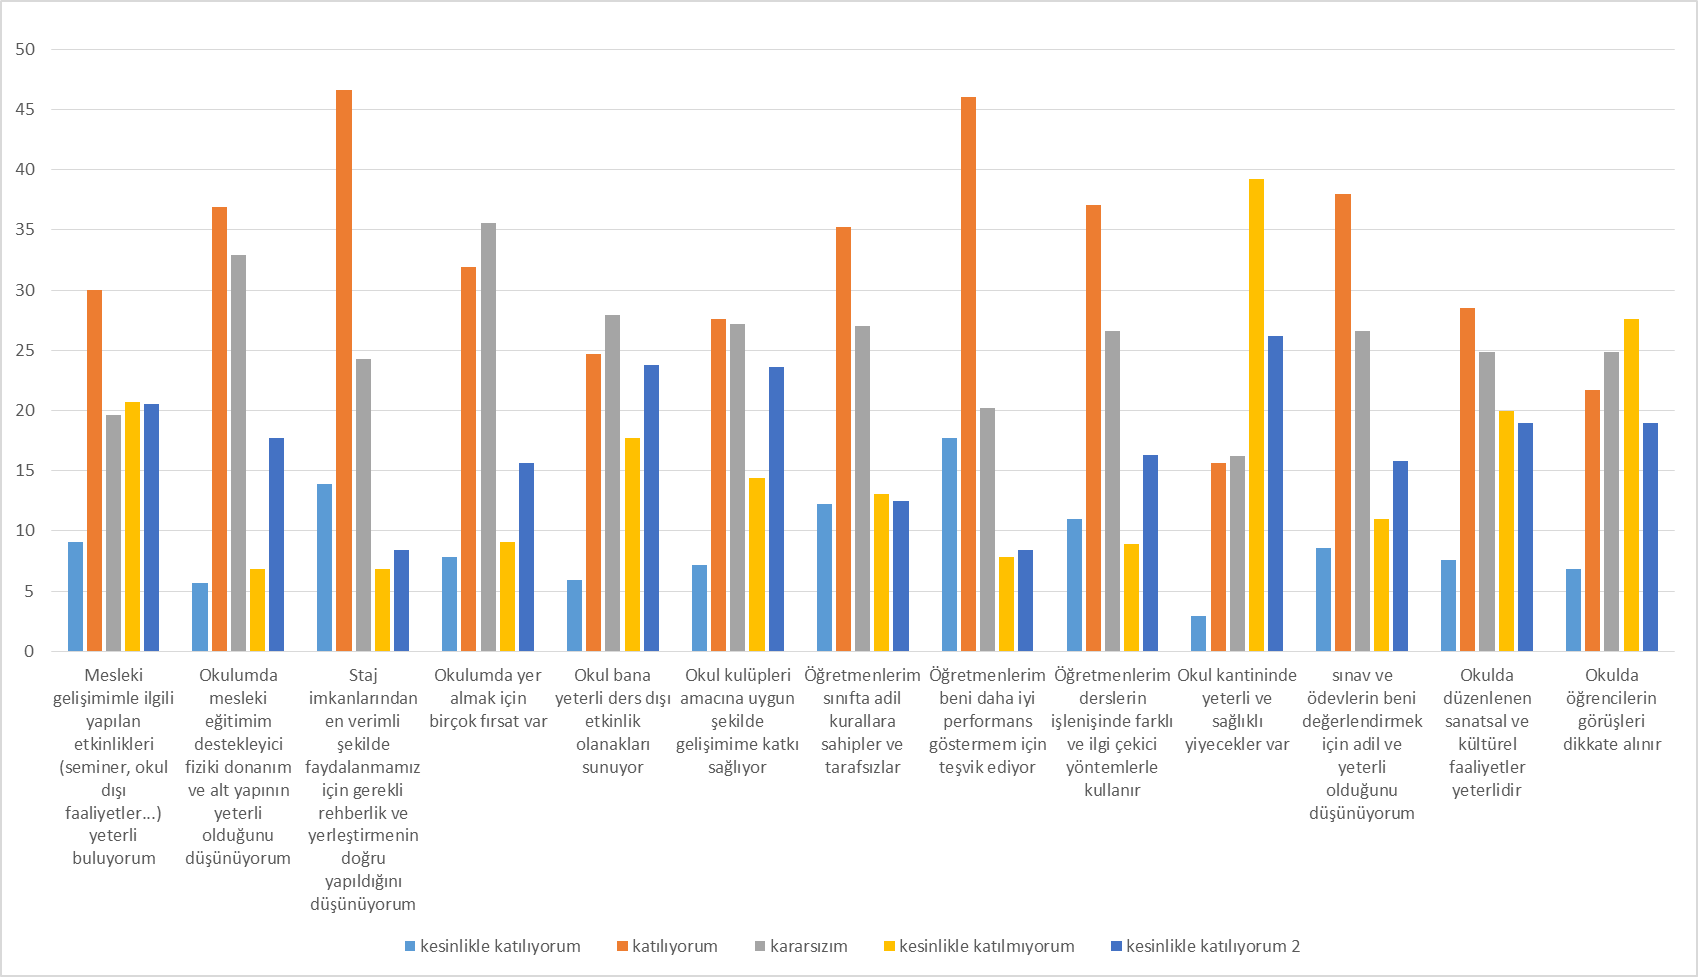 50
45
40
35
30
25
20
15
10
5
0
Mesleki
gelişimimle ilgili
yapılan
etkinlikleri
(seminer, okul
dışı
faaliyetler...)
yeterli
buluyorum
Okulumda
mesleki
eğitimim
destekleyici
fiziki donanım
ve alt yapının
yeterli
olduğunu
düşünüyorum
Staj
imkanlarından
en verimli
şekilde
faydalanmamız
için gerekli
rehberlik ve
yerleştirmenin
doğru
yapıldığını
düşünüyorum
Okulumda yer
almak için
birçok fırsat var
Okul bana
yeterli ders dışı
etkinlik
olanakları
sunuyor
Okul kulüpleri
amacına uygun
şekilde
gelişimime katkı
sağlıyor
Öğretmenlerim
sınıfta adil
kurallara
sahipler ve
tarafsızlar
Öğretmenlerim
beni daha iyi
performans
göstermem için
teşvik ediyor
Öğretmenlerim
derslerin
işlenişinde farklı
ve ilgi çekici
yöntemlerle
kullanır
Okul kantininde
yeterli ve
sağlıklı
yiyecekler var
sınav ve
ödevlerin beni
değerlendirmek
için adil ve
yeterli
olduğunu
düşünüyorum
Okulda
düzenlenen
sanatsal ve
kültürel
faaliyetler
yeterlidir
Okulda
öğrencilerin
görüşleri
dikkate alınır
kesinlikle katılıyorum
katılıyorum
kararsızım
kesinlikle katılmıyorum
kesinlikle katılıyorum 2